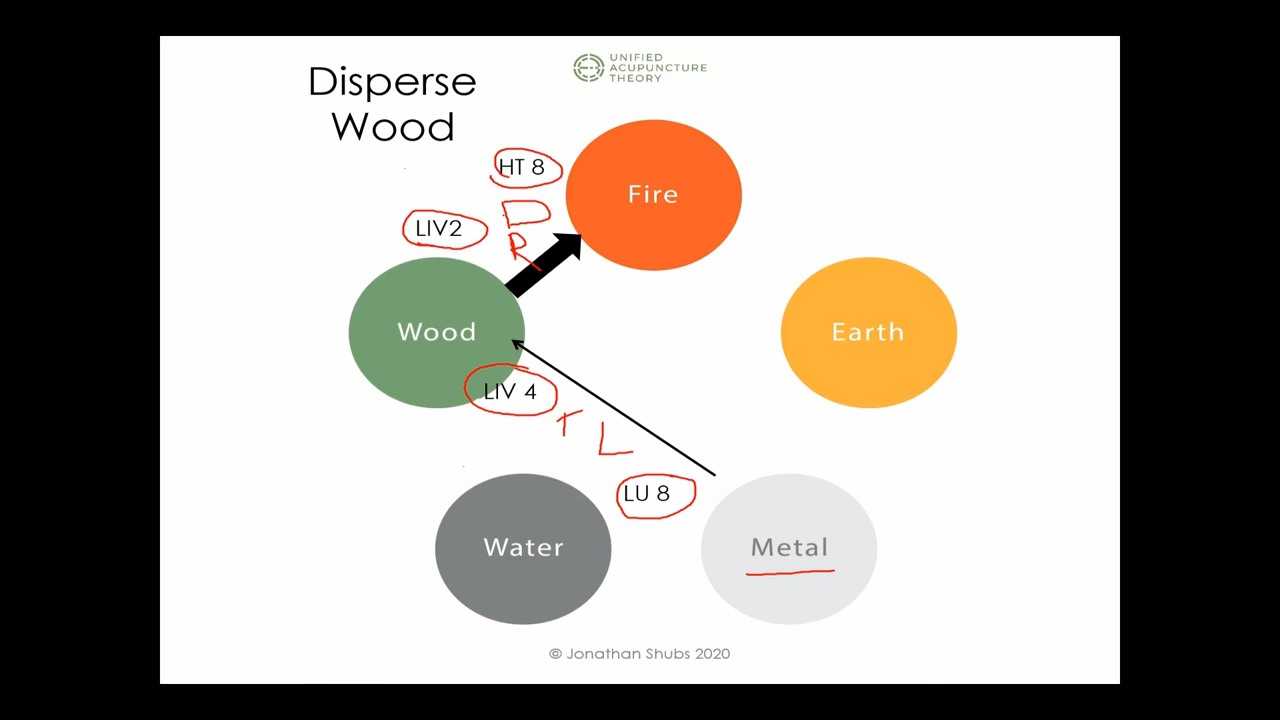 Disperse
Wood
UNIFIED
ACUPUNCTURE
THEORY
HT 8
Fire
D
LIV2
R
Wood
Earth
LIV 4
T L
LU 8
Water
Metal
© Jonathan Shubs 2020